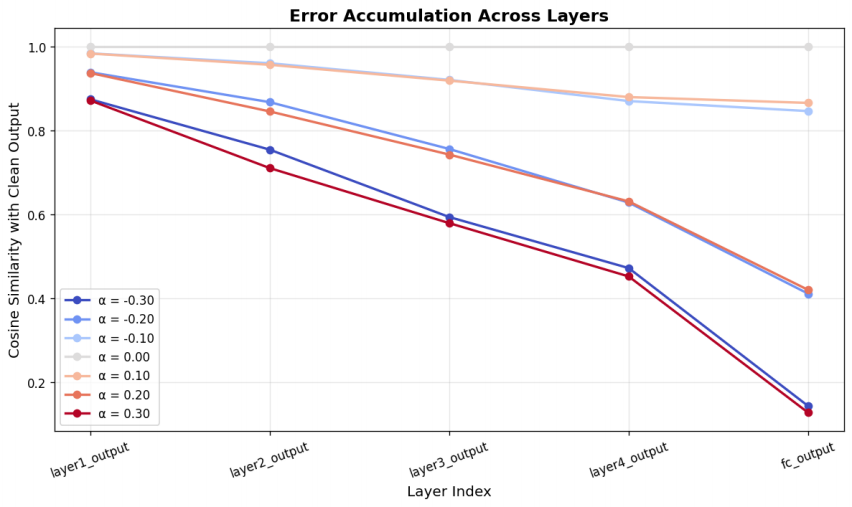 Error Accumulation Across Layers
Cosine Similarity with Clean Output
1.0
0.8
0.6
0.4
0.2
α = -0.30
α = -0.20
α = -0.10
α = 0.00
α = 0.10
α = 0.20
α = 0.30
layer1_output
layer2_output
layer3_output
layer4_output
fc_output
Layer Index